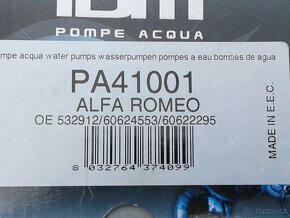 POMPE ACQUA
mpe acqua water pumps wasserpumpen pompes a eau bombas de agua
PA41001
ALFA ROMEO
OE 532912/60624553/60622295
8 032764 374099
MADE IN E.E.C.